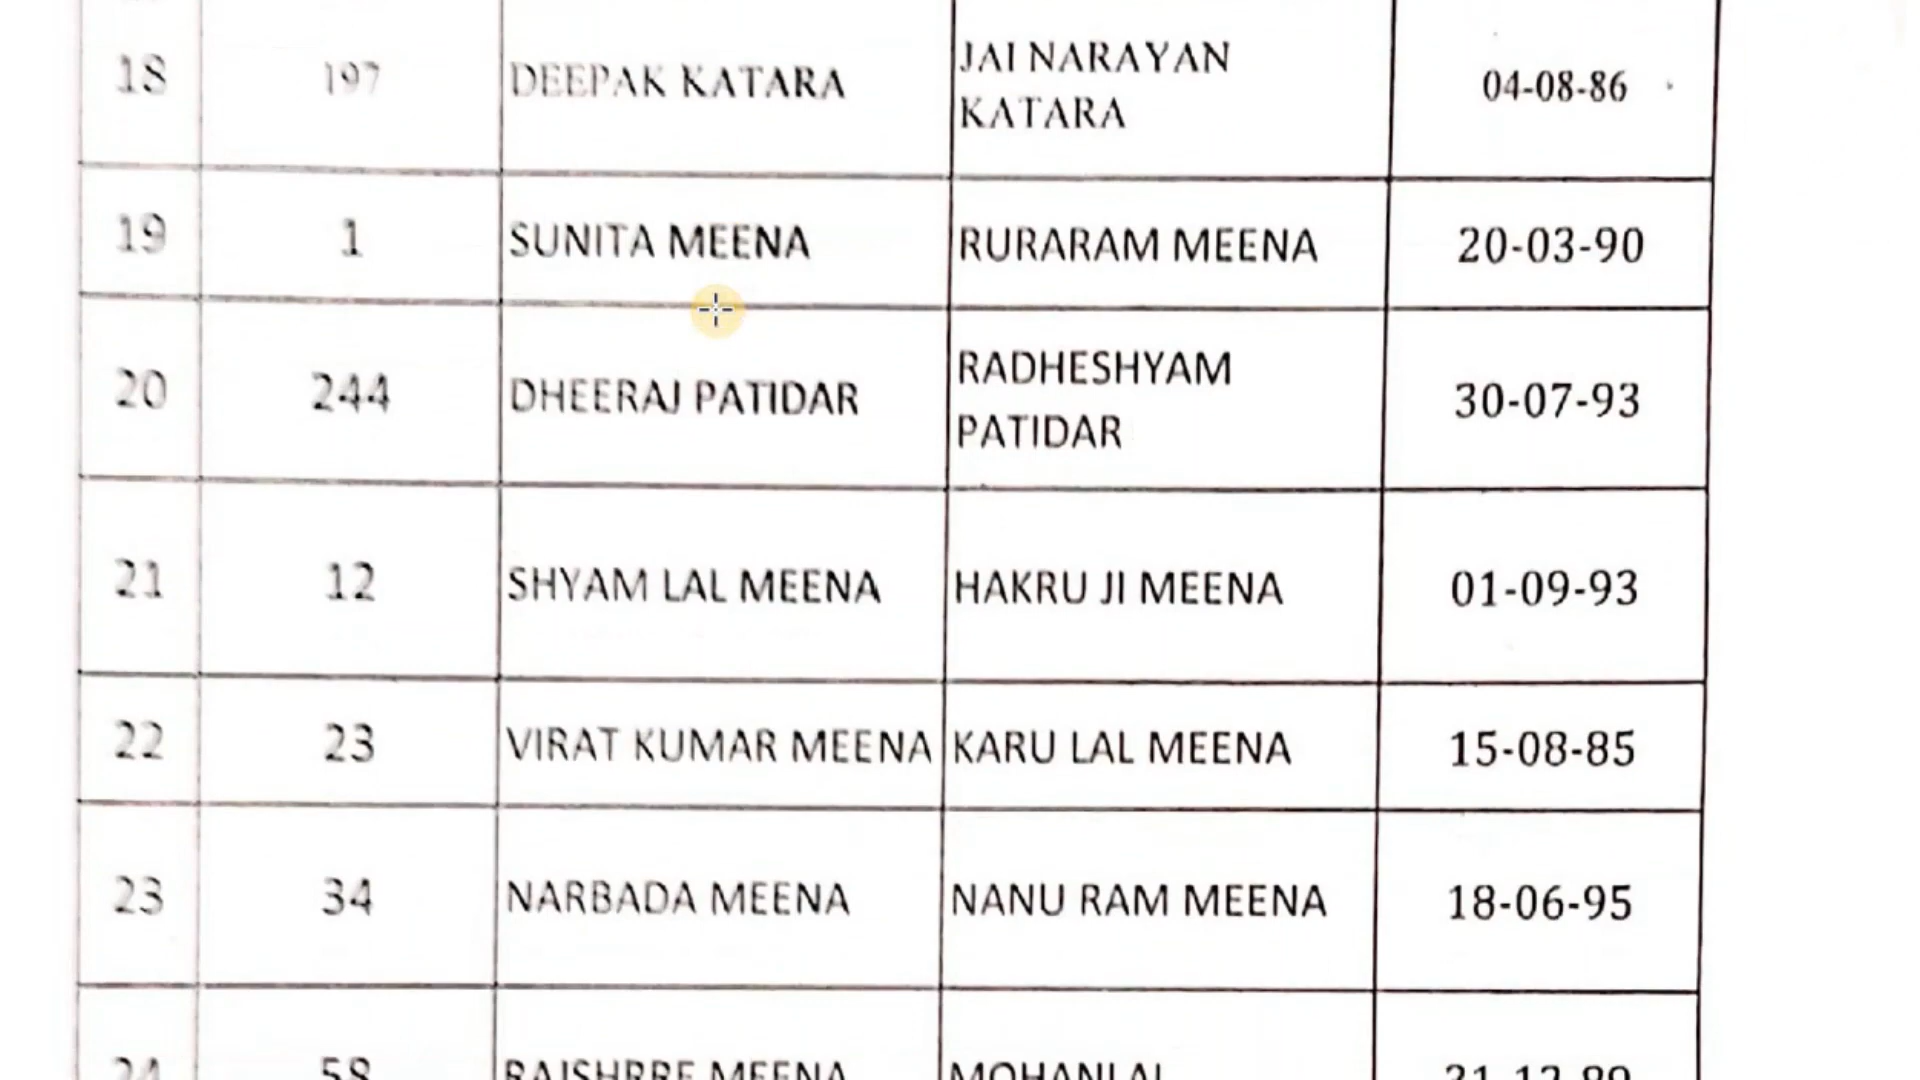 18 197 DEEPAK KATARA JAI NARAYAN
KATARA 04-08-86
19 1 SUNITA MEENA RURARAM MEENA 20-03-90
20 244 DHEERAJ PATIDAR RADHESHYAM
PATIDAR 30-07-93
21 12 SHYAM LAL MEENA HAKRU JI MEENA 01-09-93
22 23 VIRAT KUMAR MEENA KARU LAL MEENA 15-08-85
23 34 NARBADA MEENA NANU RAM MEENA 18-06-95
24 58 RAJSHRRE MEENA MOHANLAL 31-12-89